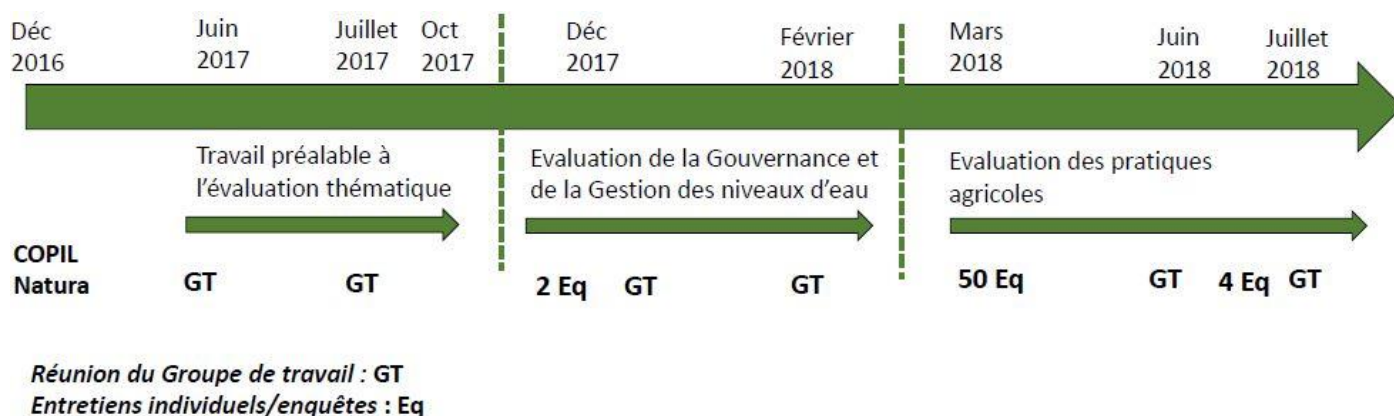 Déc
2016
Juin
2017
Juillet
2017
Oct
2017
Déc
2017
Février
2018
Mars
2018
Juin
2018
Juillet
2018
Travail préalable à
l’évaluation thématique
Evaluation de la Gouvernance et
de la Gestion des niveaux d’eau
Evaluation des pratiques
agricoles
COPIL
Natura
GT
GT
2 Eq
GT
GT
50 Eq
GT
4 Eq
GT
Réunion du Groupe de travail : GT
Entretiens individuels/enquêtes : Eq